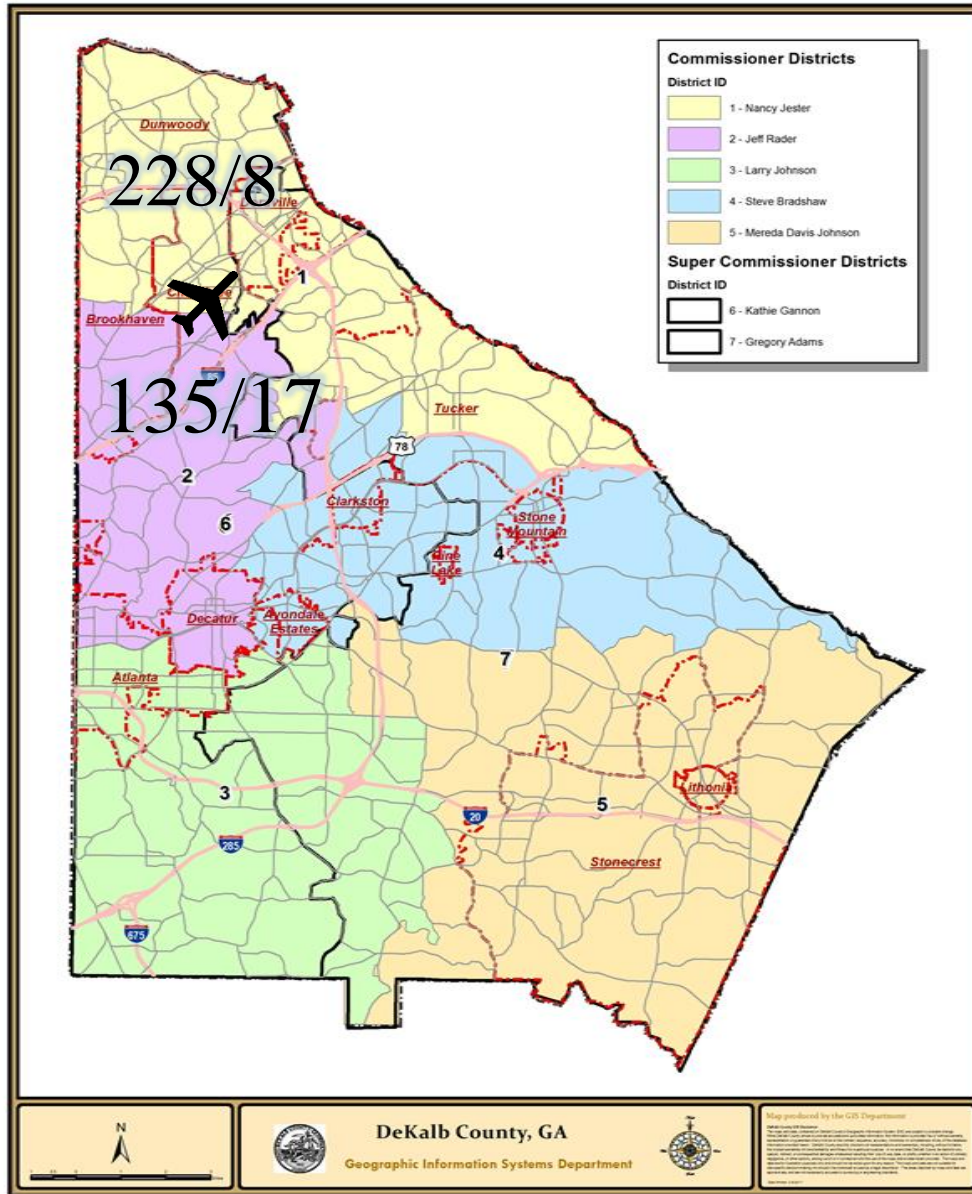 Commissioner Districts
District ID
1 - Nancy Jester
2 - Jeff Rader
3 - Larry Johnson
4 - Steve Bradshaw
5 - Mereda Davis Johnson
Super Commissioner Districts
District ID
6 - Kathie Gannon
7 - Gregory Adams
Dunwoody
228/8
1
Brookhaven
85
135/17
Tucker
78
2
Clarkston
6
Stone
Mountain
4
Lake
Decatur
Avondale
Estates
7
Atlanta
3
5
20
285
Stonecrest
675
N
DeKalb County, GA
Geographic Information Systems Department
Map produced by the GIS Department